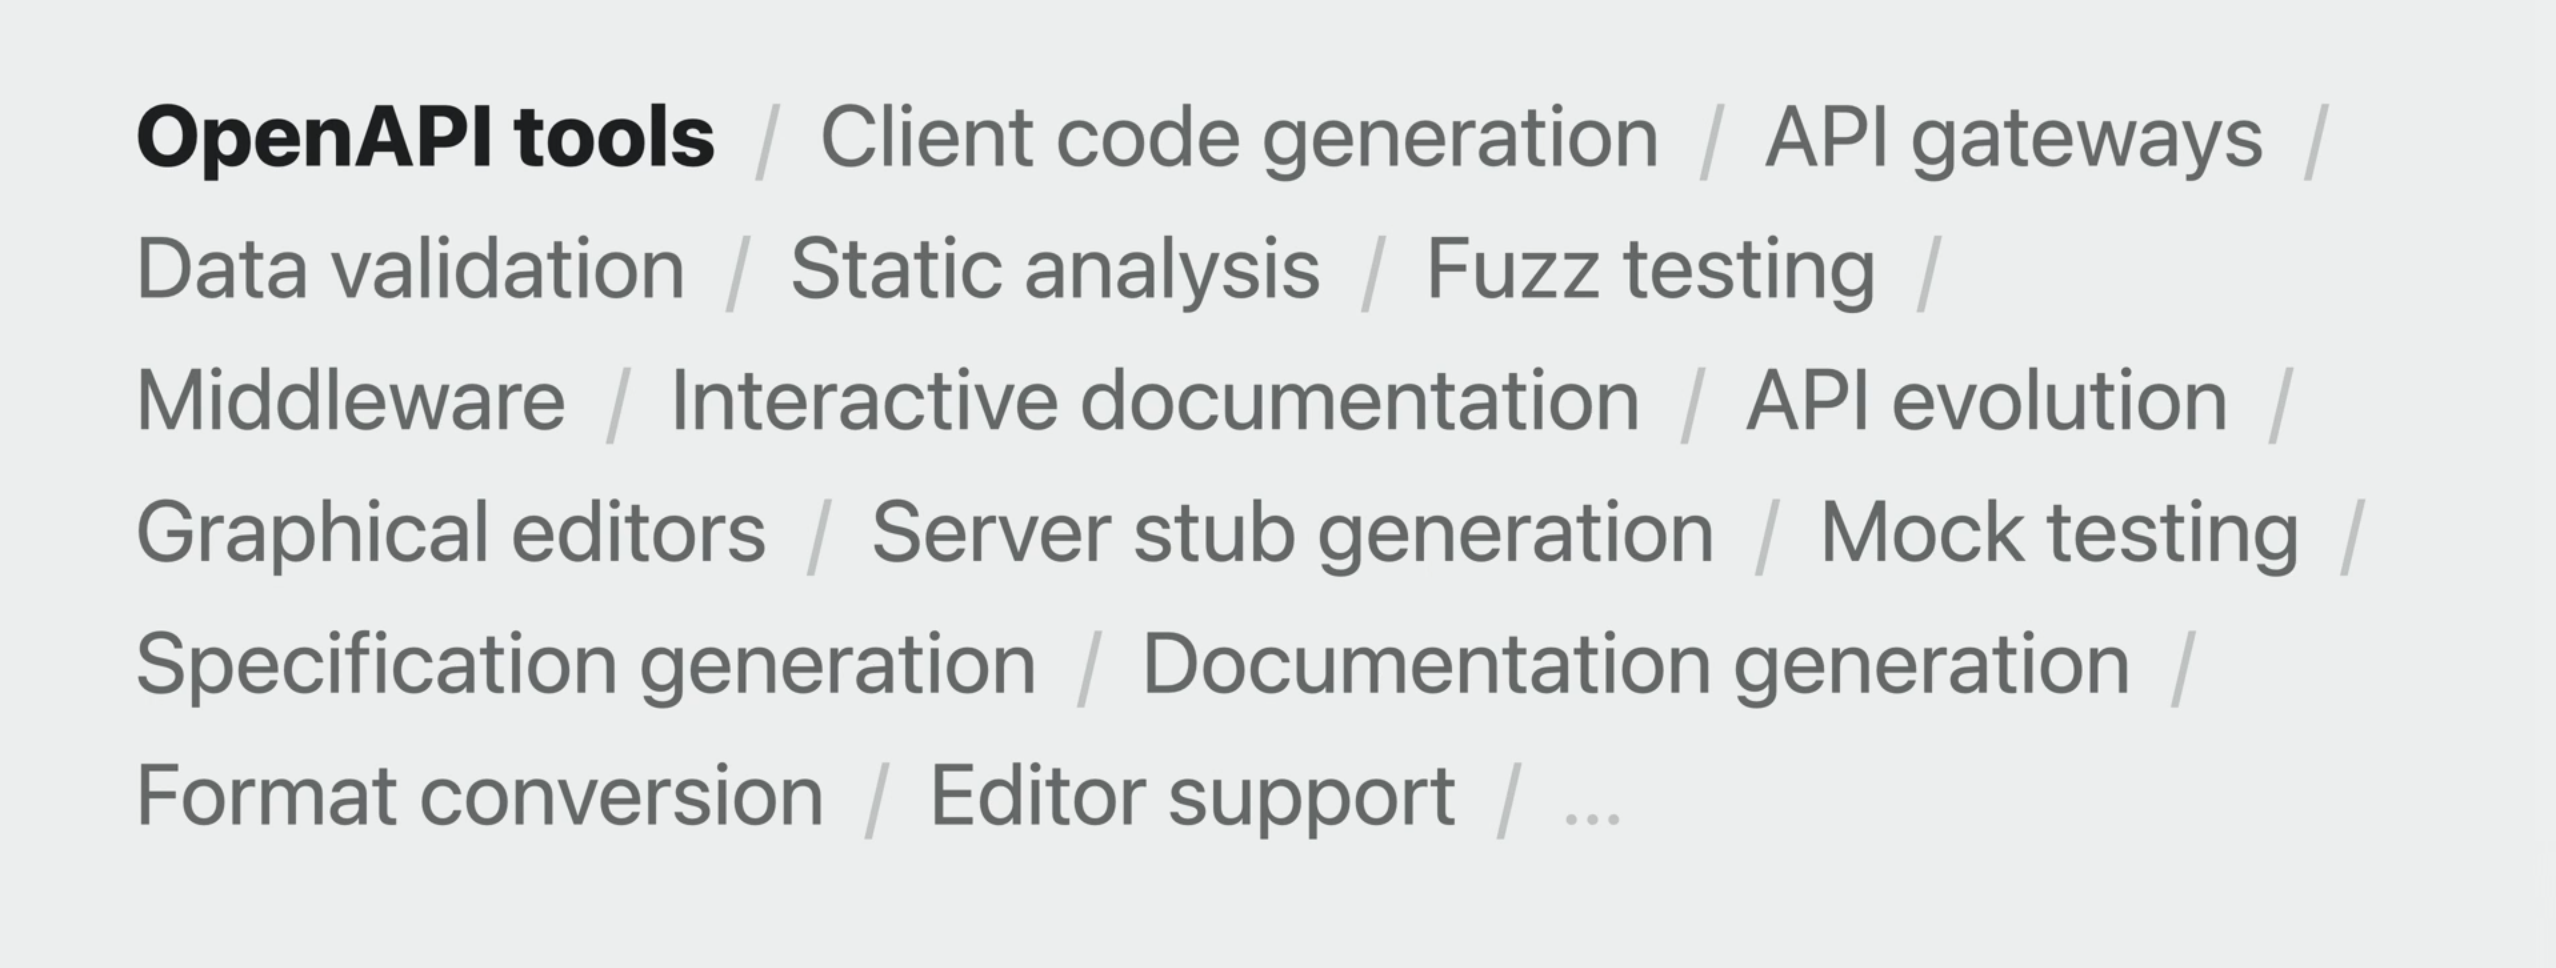 OpenAPI tools / Client code generation / API gateways /
Data validation / Static analysis / Fuzz testing /
Middleware / Interactive documentation / API evolution /
Graphical editors / Server stub generation / Mock testing /
Specification generation / Documentation generation /
Format conversion / Editor support / ...